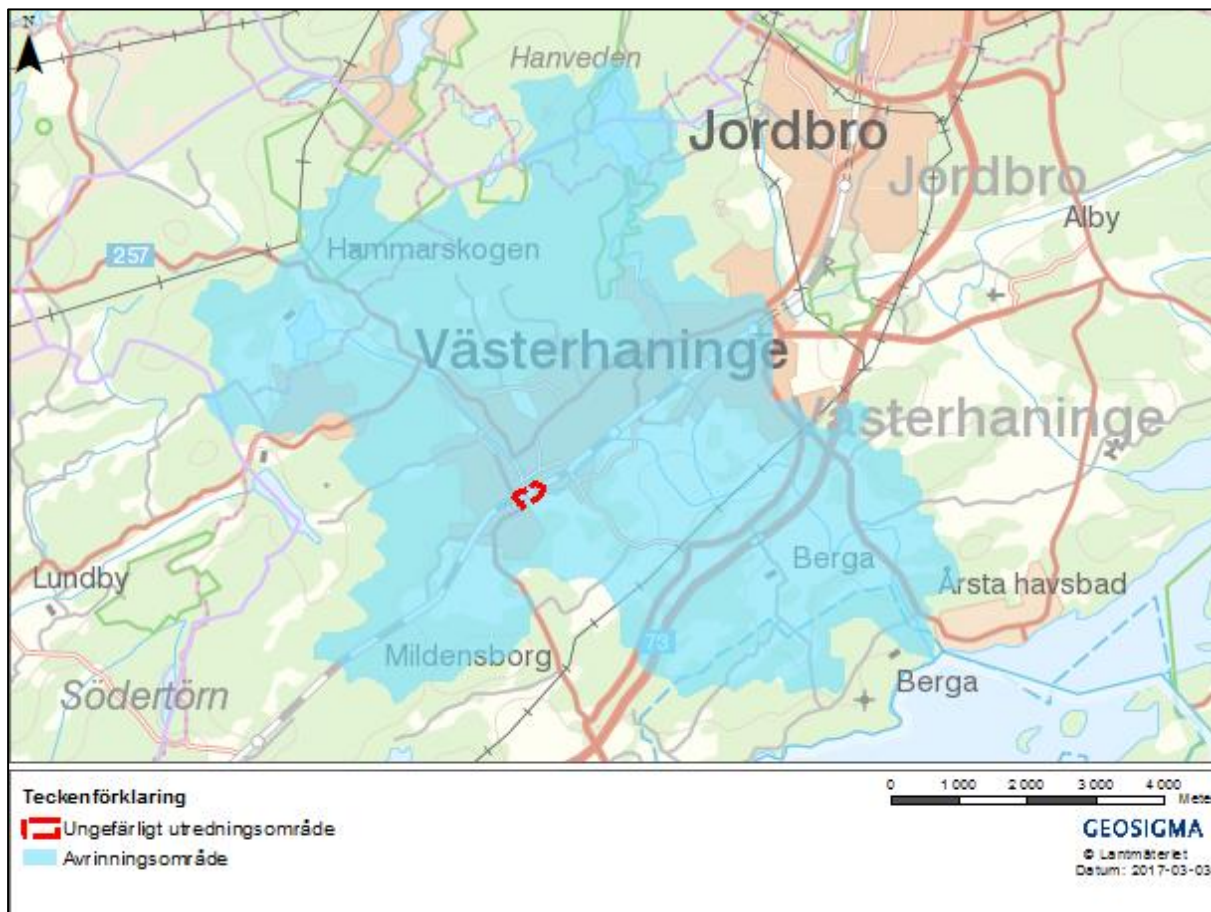 N
Hanveden
Jordbro
Jordbro
Alby
257
Hammarskogen
Västerhaninge
Västerhaninge
Lundby
Berga
Årsta havsbad
73
Mildensborg
Berga
Södertörn
Teckenförklaring
Ungefärligt utredningsområde
Avrinningsområde
0 1 000 2 000 3 000 4 000
Mete
GEOSIGMA
© Lantmäteriet
Datum: 2017-03-03